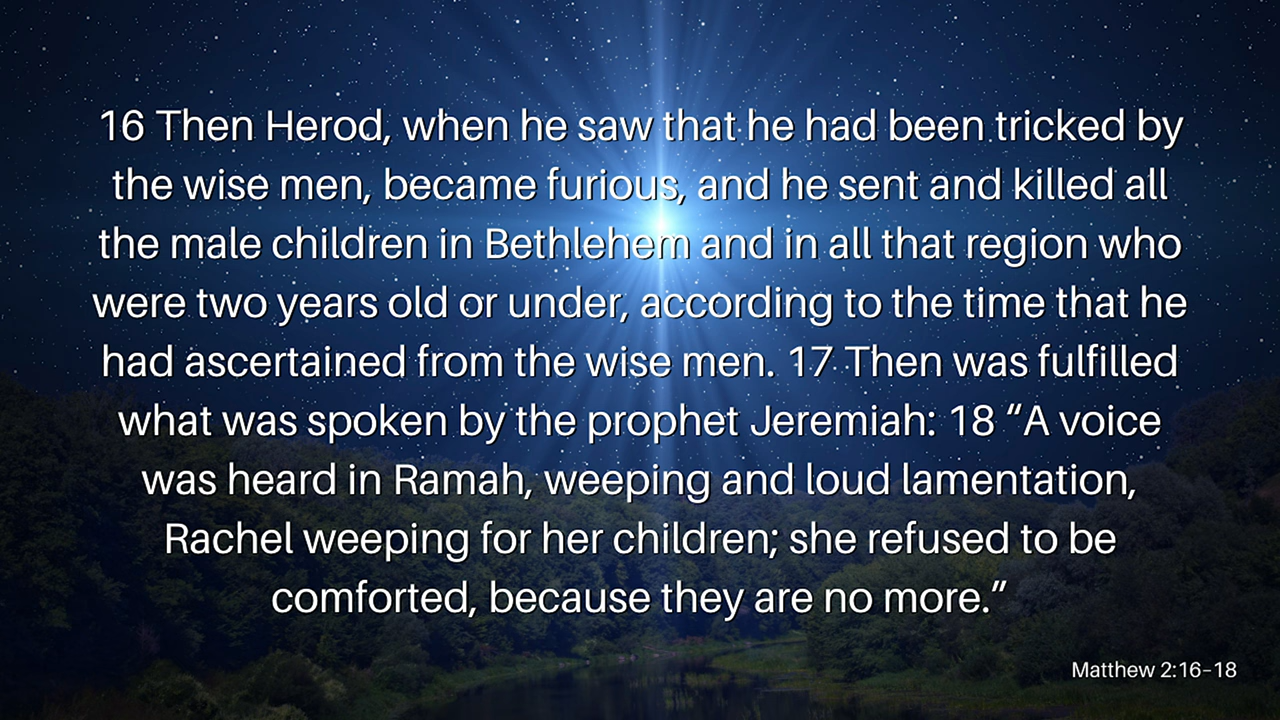 16 Then Herod, when he saw that he had been tricked by
the wise men, became furious, and he sent and killed all
the male children in Bethlehem and in all that region who
were two years old or under, according to the time that he
had ascertained from the wise men. 17 Then was fulfilled
what was spoken by the prophet Jeremiah: 18 “A voice
was heard in Ramah, weeping and loud lamentation,
Rachel weeping for her children; she refused to be
comforted, because they are no more.”
Matthew 2:16–18